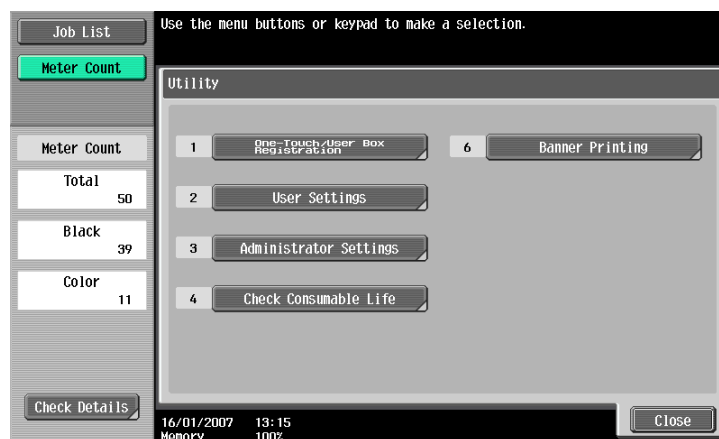 Job List
Use the menu buttons or keypad to make a selection.
Meter Count
Utility
Meter Count
Total
50
Black
39
Color
11
1 One-Touch/User Box
Registration
6 Banner Printing
2 User Settings
3 Administrator Settings
4 Check Consumable Life
Check Details
Close
16/01/2007 13:15
Memory 100%